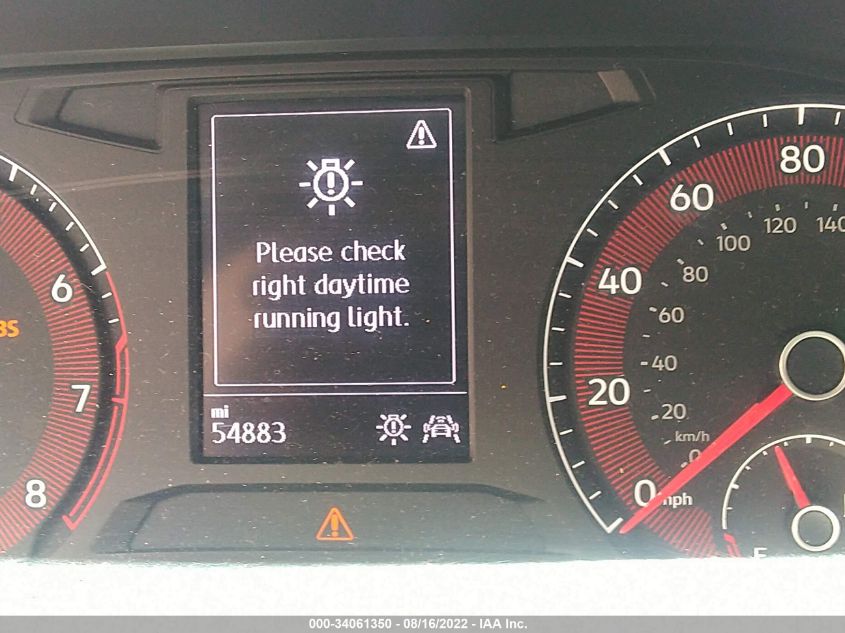 Please check
right daytime
running light.
mi
54883
6
7
8
0
20
40
60
80
mph
0
20
40
60
80
100
120
140
km/h
000-34061350 - 08/16/2022 - IAA Inc.